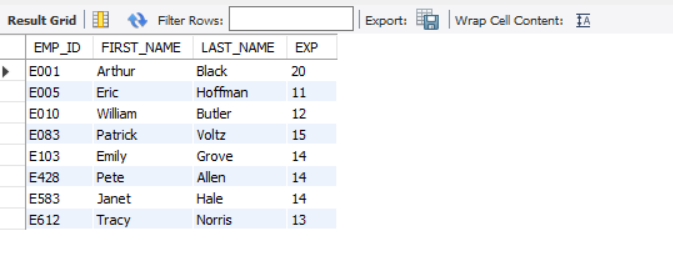 Result Grid Filter Rows: Export: Wrap Cell Content: IA
EMP_ID FIRST_NAME LAST_NAME EXP
E001 Arthur Black 20
E005 Eric Hoffman 11
E010 William Butler 12
E083 Patrick Voltz 15
E103 Emily Grove 14
E428 Pete Allen 14
E583 Janet Hale 14
E612 Tracy Norris 13